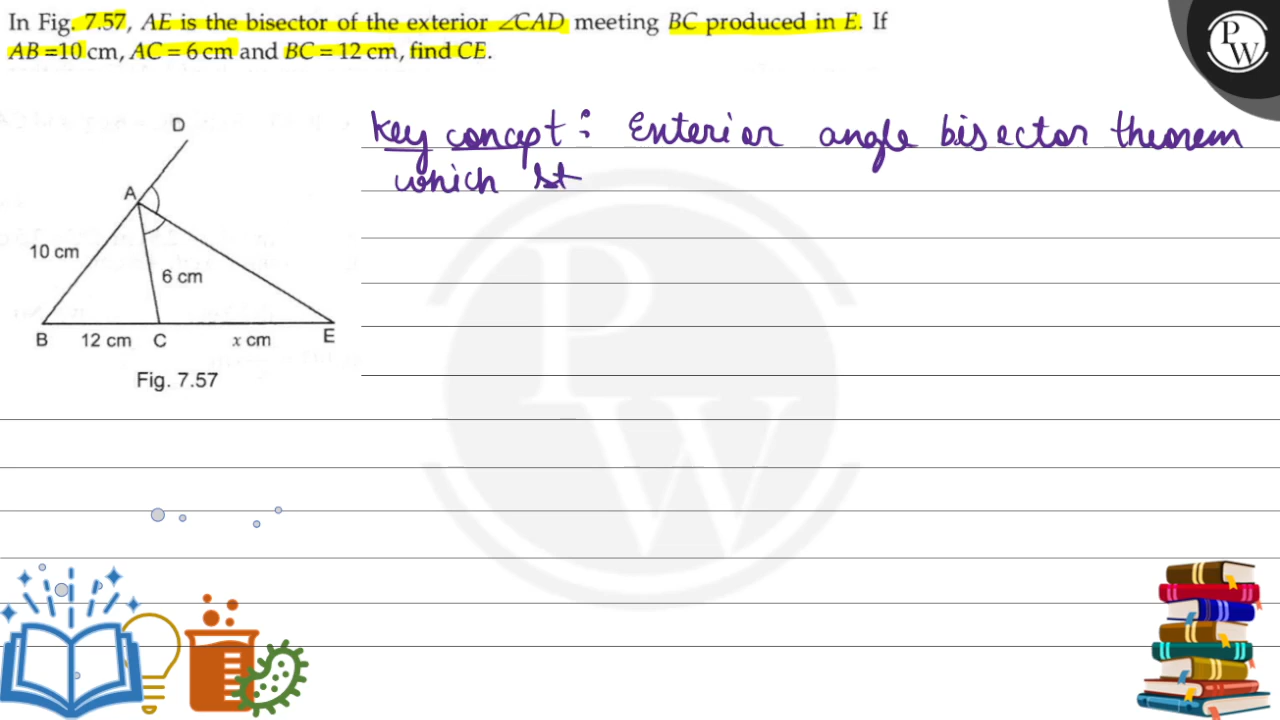 In Fig. 7.57, AE is the bisector of the exterior ∠CAD meeting BC produced in E. If
AB =10 cm, AC = 6 cm and BC = 12 cm, find CE.
PW
key concept : Exterior angle bisector theorem
which st
D
A
10 cm
6 cm
B 12 cm C x cm E
Fig. 7.57
PW